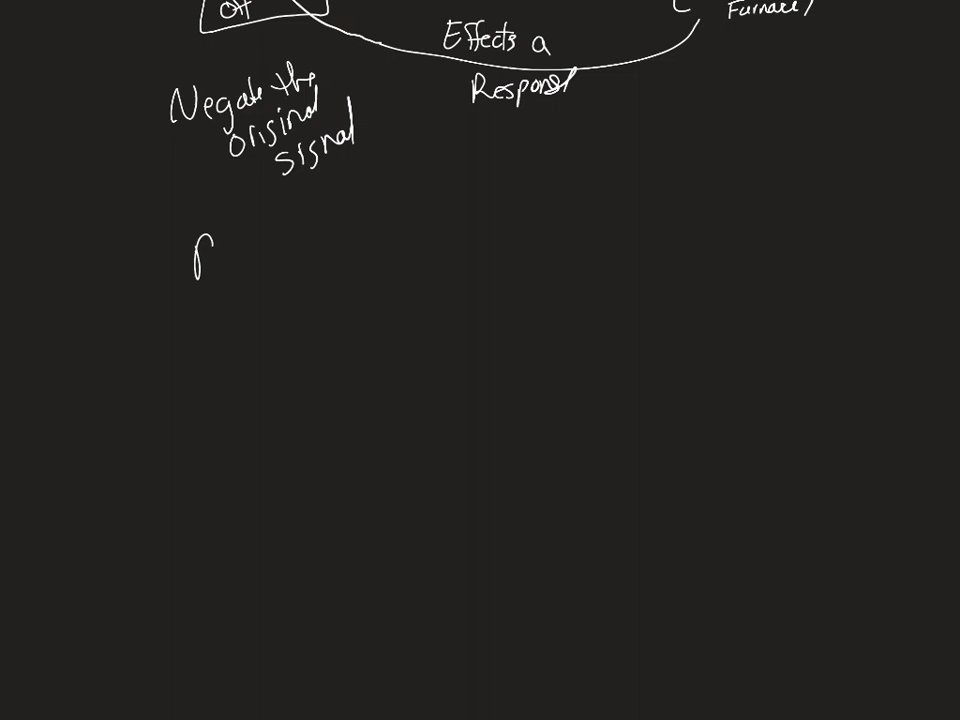 Off
Furnace)
Effects a
Response
Negate the
original
signal